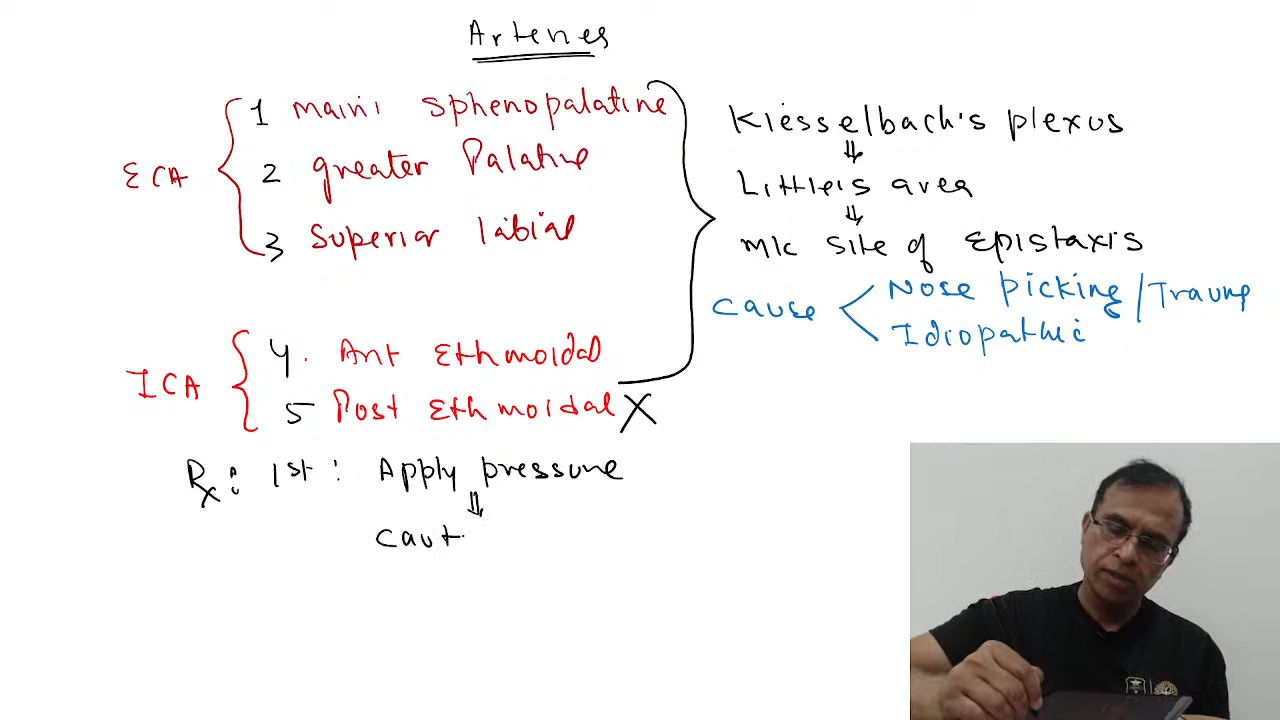 Arteries
ECA
1 main: sphenopalatine
2 greater Palatine
3 superior labial
ICA
4. Ant Ethmoidal
5 Post Ethmoidal X
Kiesselbach's plexus
⇓
Little's area
⇓
m/c site of Epistaxis
cause
Nose picking / Trauma
Idiopathic
Rx: 1st: Apply pressure
⇓
caut